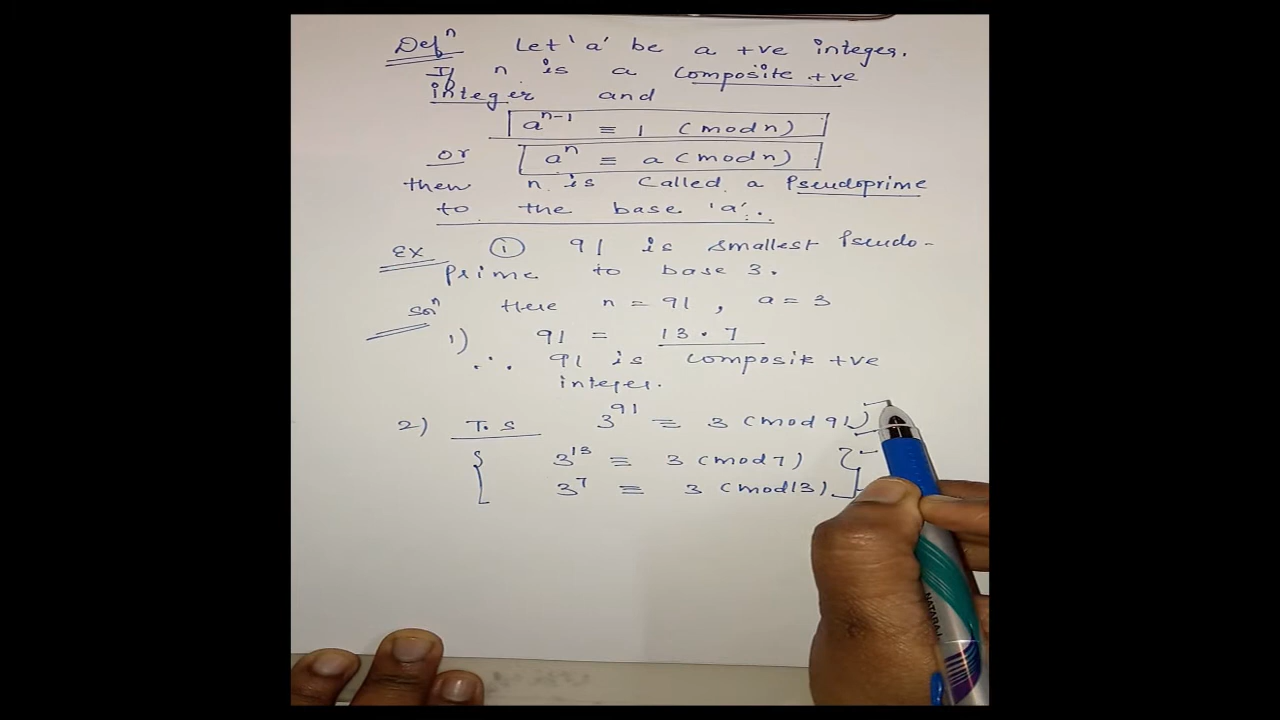 Defⁿ Let 'a' be a +ve integer.
If n is a composite +ve
integer and
aⁿ⁻¹ ≡ 1 (mod n)
or aⁿ ≡ a (mod n)
then n is called a Pseudoprime
to the base 'a'.
Ex ① 91 is smallest Pseudo-
prime to base 3.
Solⁿ Here n = 91, a = 3
1) 91 = 13 · 7
∴ 91 is composite +ve
integer.
2) T.S 3⁹¹ ≡ 3 (mod 91)
3¹³ ≡ 3 (mod 7)
3⁷ ≡ 3 (mod 13)
NATARAJ